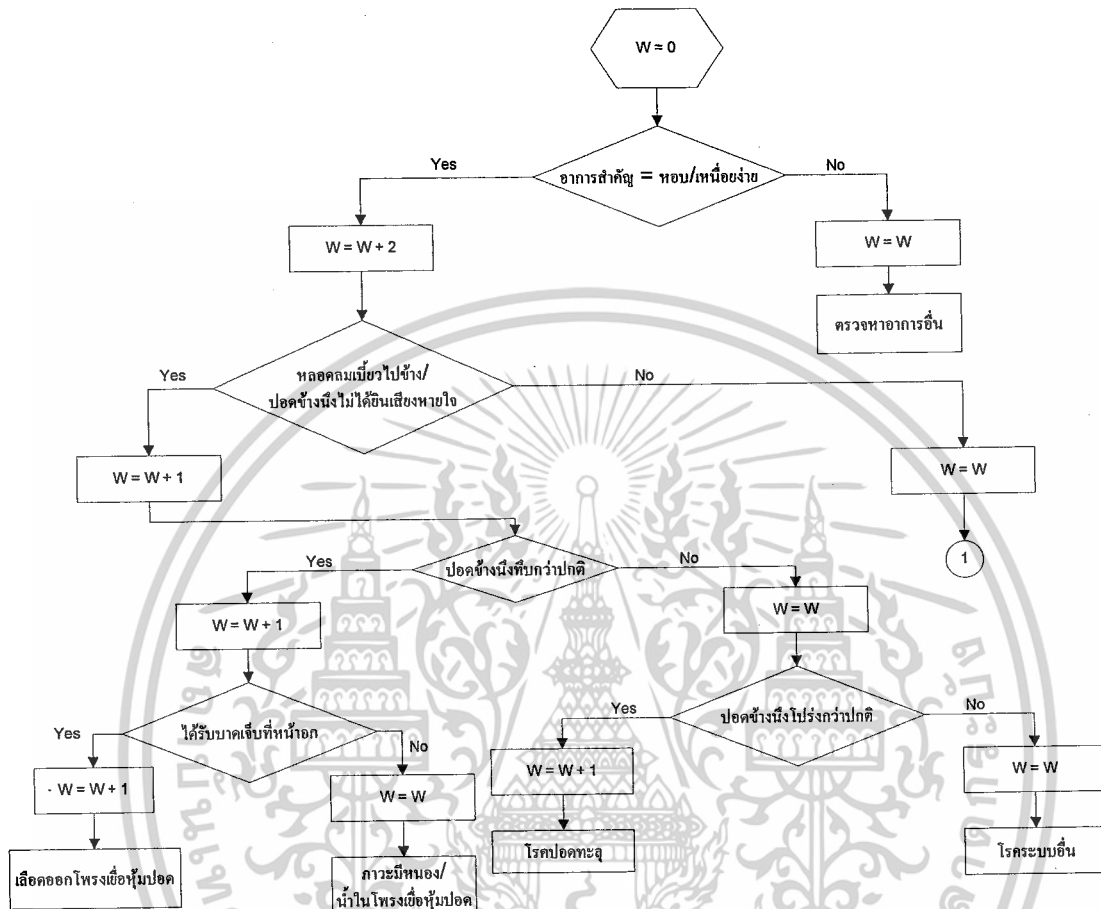 W = 0
อาการสำคัญ = หอบ/เหนื่อยง่าย
Yes
No
W = W + 2
W = W
ตรวจหาอาการอื่น
หลอดลมเบี้ยวไปข้าง/
ปอดข้างนึงไม่ได้ยินเสียงหายใจ
Yes
No
W = W + 1
W = W
1
ปอดข้างนึงทึบกว่าปกติ
Yes
No
W = W + 1
W = W
ได้รับบาดเจ็บที่หน้าอก
Yes
No
ปอดข้างนึงโปร่งกว่าปกติ
Yes
No
W = W + 1
W = W
W = W + 1
W = W
เลือดออกโพรงเยื่อหุ้มปอด
ภาวะมีหนอง/
น้ำในโพรงเยื่อหุ้มปอด
โรคปอดทะลุ
โรคระบบอื่น